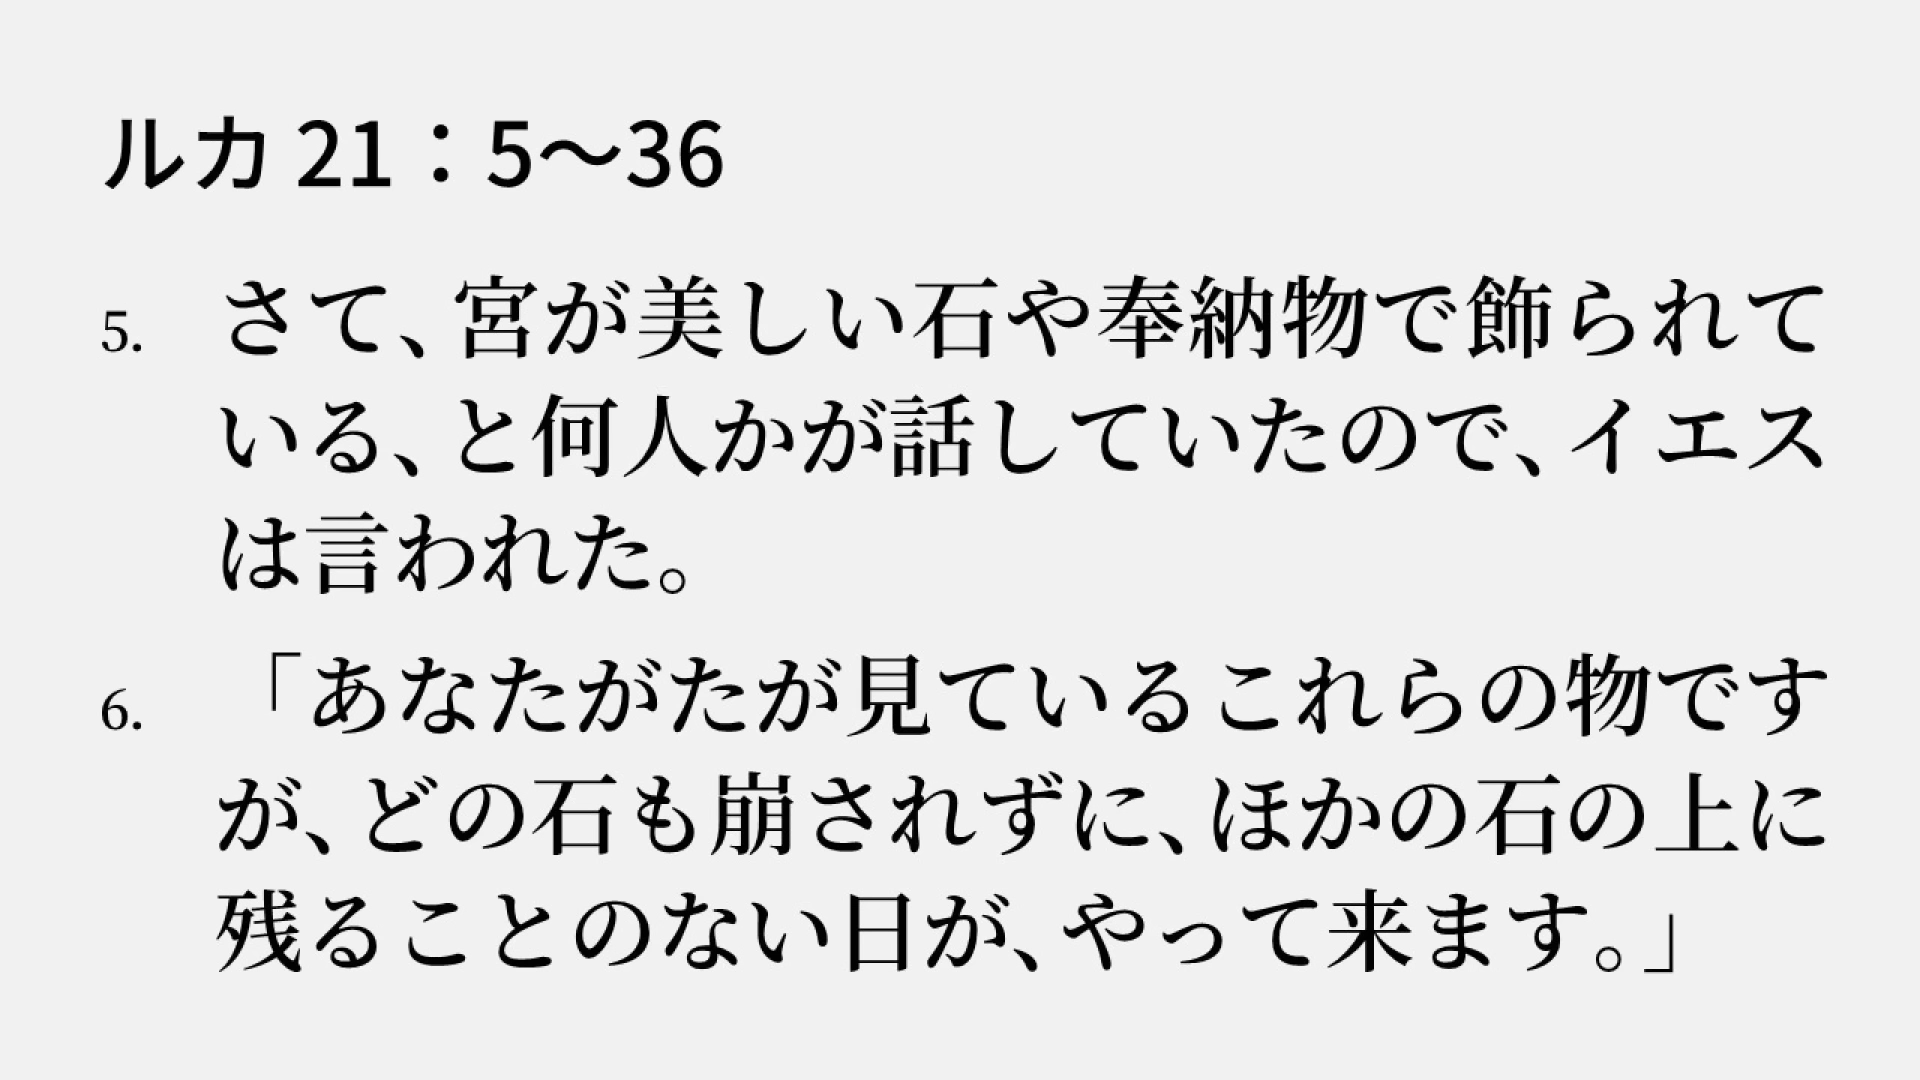 ルカ 21：5〜36
5. さて、宮が美しい石や奉納物で飾られて
いる、と何人かが話していたので、イエス
は言われた。
6. 「あなたがたが見ているこれらの物です
が、どの石も崩されずに、ほかの石の上に
残ることのない日が、やって来ます。」